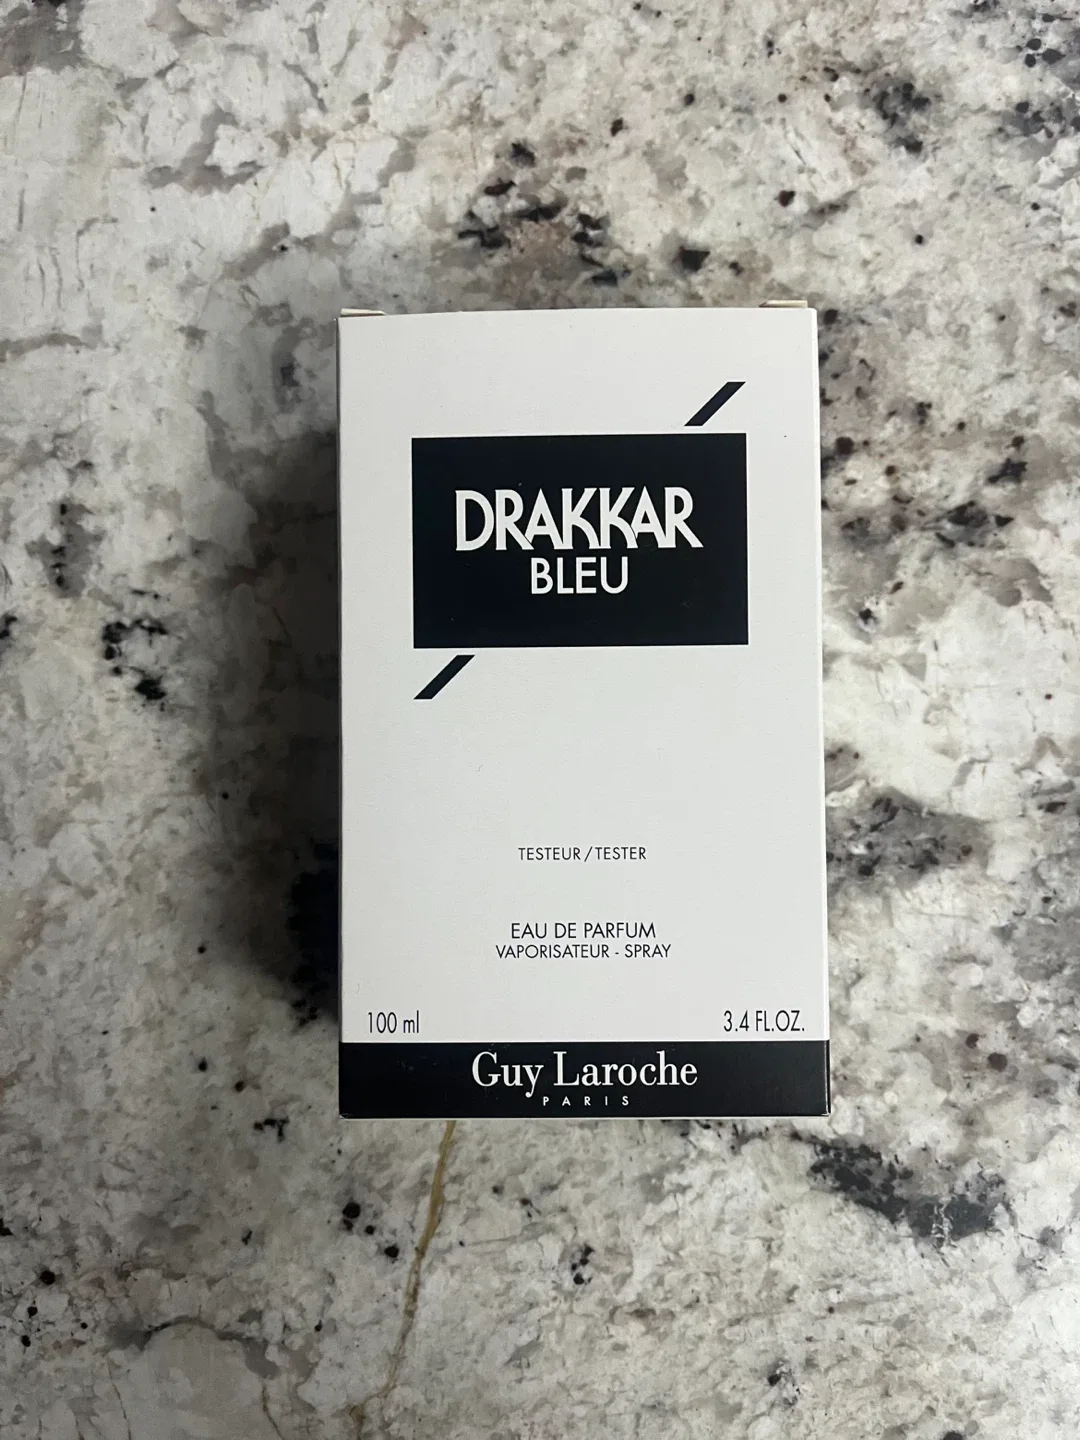 DRAKKAR
BLEU
TESTEUR / TESTER
EAU DE PARFUM
VAPORISATEUR - SPRAY
100 ml 3.4 FL.OZ.
Guy Laroche
PARIS